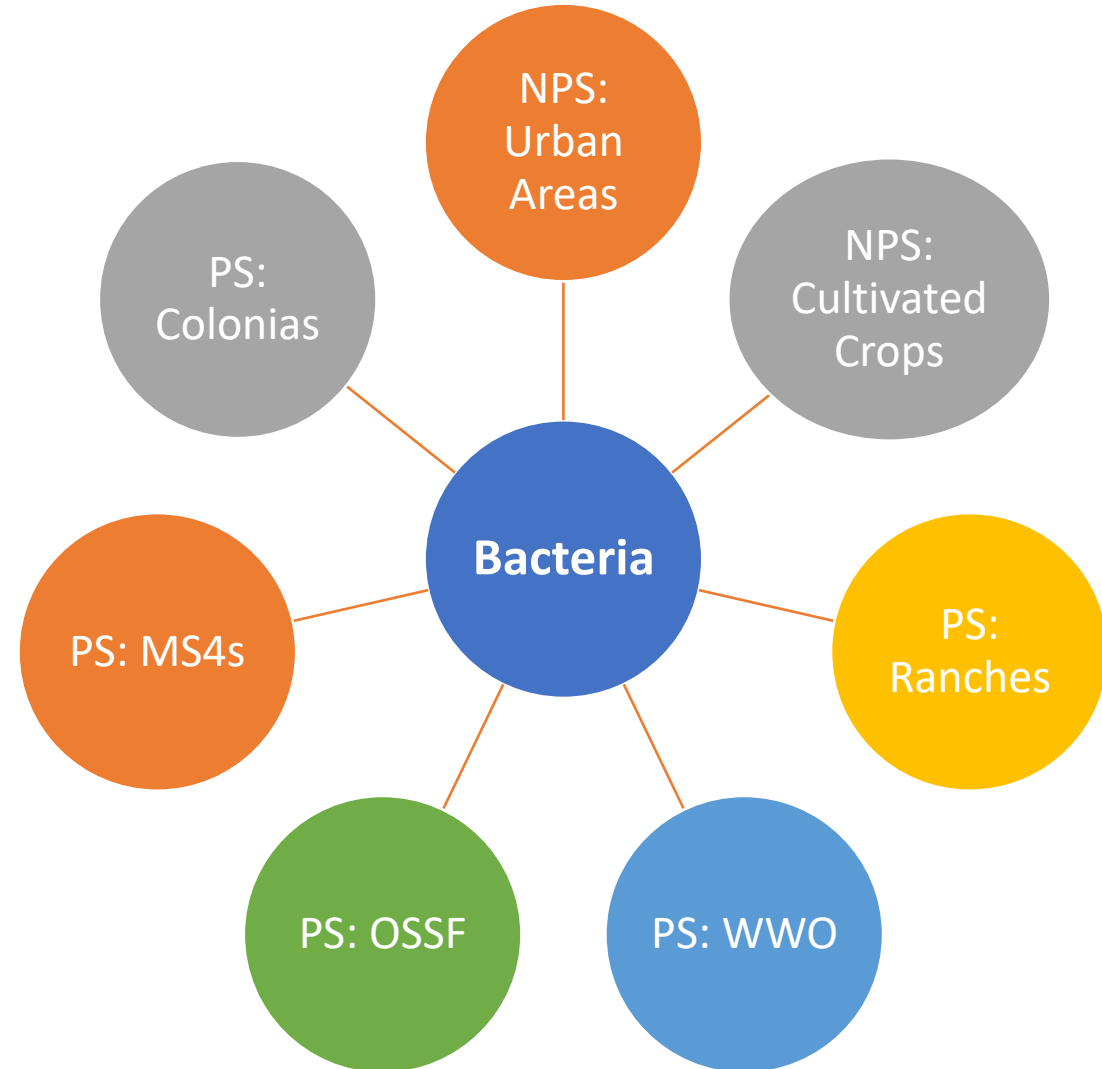 NPS:
Urban
Areas
NPS:
Cultivated
Crops
PS:
Colonias
Bacteria
PS:
Ranches
PS: MS4s
PS: OSSF
PS: WWO